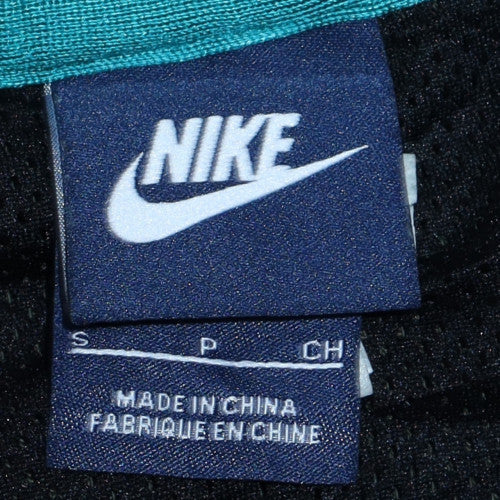 NIKE
S P CH
MADE IN CHINA
FABRIQUE EN CHINE